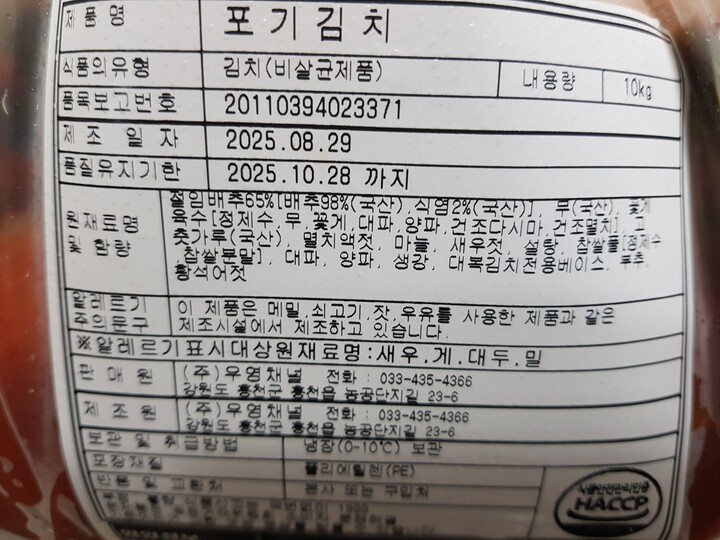 제 품 명 포 기 김 치
식품의유형 김치(비살균제품) 내용량 10kg
품목보고번호 20110394023371
제 조 일 자 2025.08.29
품질유지기한 2025.10.28 까지
원재료명 및 함량
절임배추65%[배추98%(국산),식염2%(국산)], 무(국산), 꽃게
육수[정제수,무,꽃게,대파,양파,건조다시마,건조멸치], 고
춧가루(국산), 멸치액젓, 마늘, 새우젓, 설탕, 찹쌀풀[정제수
,찹쌀분말], 대파, 양파, 생강, 대복김치전용베이스, 부추,
황석어젓
알레르기 이 제품은 메밀,쇠고기,잣,우유를 사용한 제품과 같은
주의문구 제조시설에서 제조하고 있습니다.
※알레르기표시대상원재료명:새우,게,대두,밀
판 매 원 (주)우영채널 전화 : 033-435-4366
강원도 홍천군 홍천읍 농공단지길 23-6
제 조 원 (주)우영채널 전화 : 033-435-4366
강원도 홍천군 홍천읍 농공단지길 23-6
보관 및 취급방법 냉장(0~10℃) 보관
포장재질 폴리에틸렌(PE)
반품 및 교환처 본사 또는 구입처
식품안전관리인증
HACCP